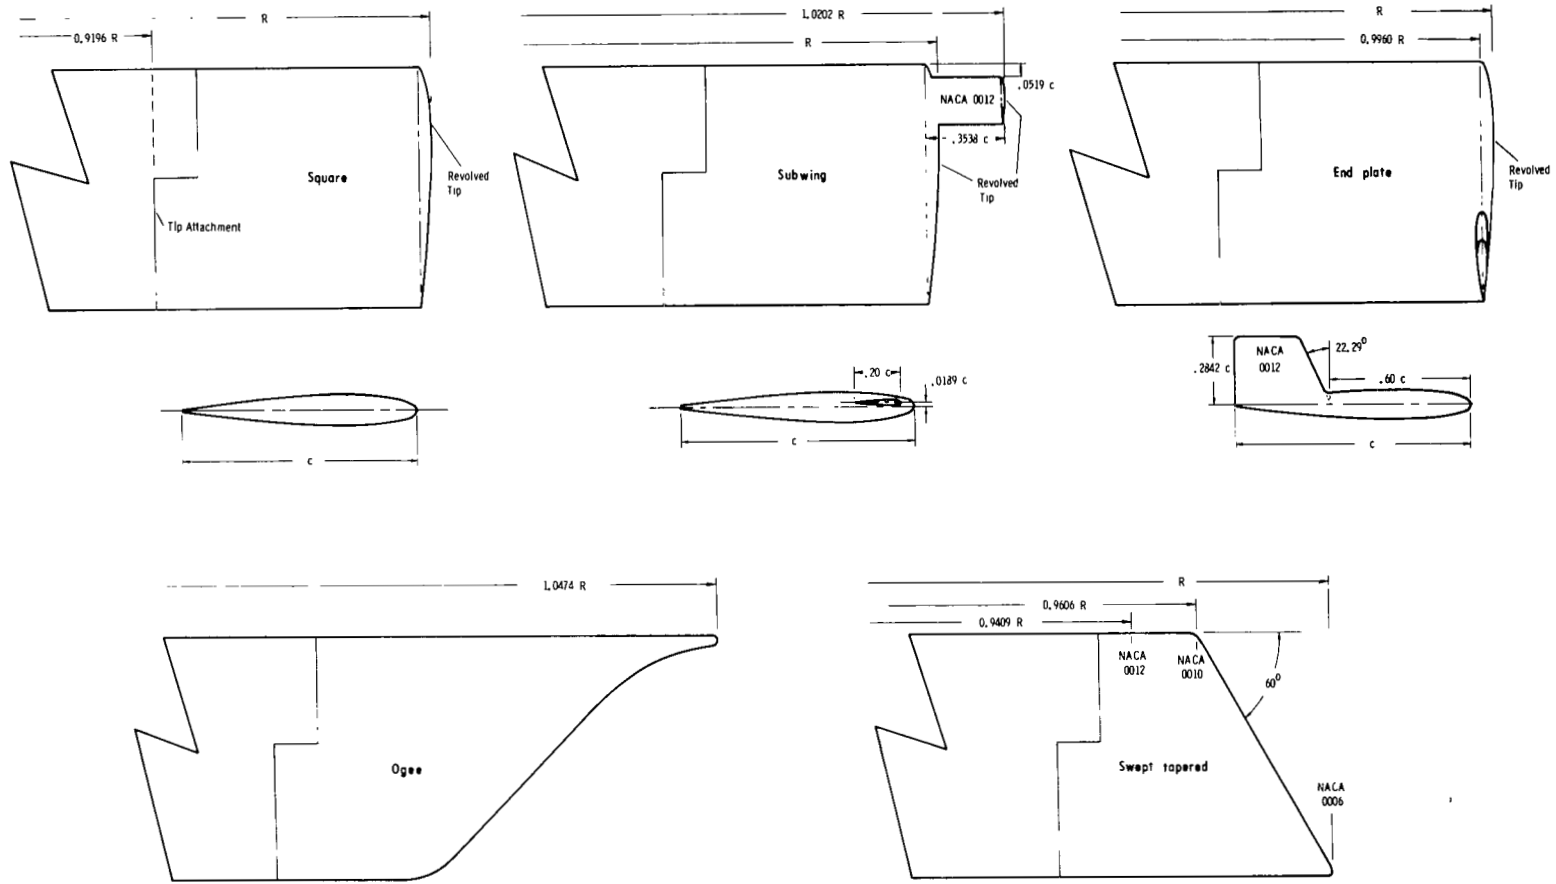 R
0.9196 R
Square
Revolved
Tip
Tip Attachment
c
1.0202 R
R
.0519 c
NACA 0012
.3538 c
Subwing
Revolved
Tip
.20 c
.0189 c
c
R
0.9960 R
End plate
Revolved
Tip
NACA
0012
22.29°
.2842 c
.60 c
c
1.0474 R
Ogee
R
0.9606 R
0.9409 R
NACA
0012
NACA
0010
60°
Swept tapered
NACA
0006